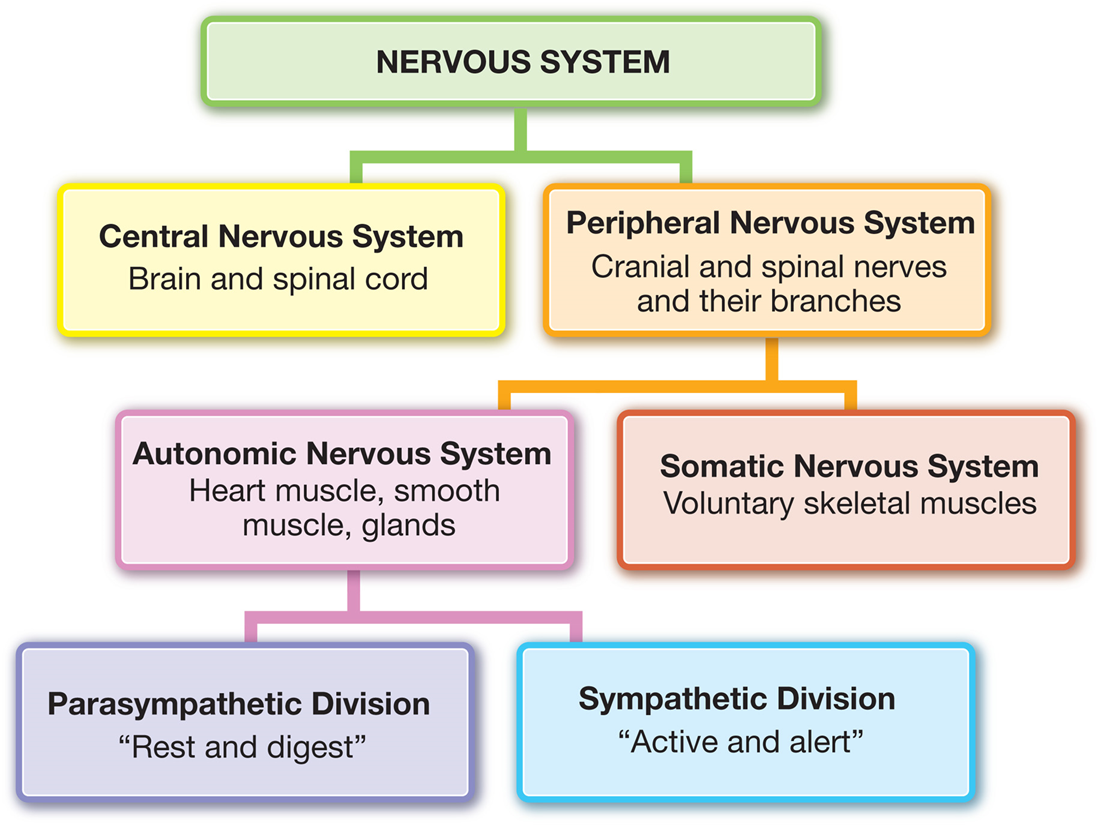 NERVOUS SYSTEM
Central Nervous System
Brain and spinal cord
Peripheral Nervous System
Cranial and spinal nerves
and their branches
Autonomic Nervous System
Heart muscle, smooth
muscle, glands
Somatic Nervous System
Voluntary skeletal muscles
Parasympathetic Division
“Rest and digest”
Sympathetic Division
“Active and alert”